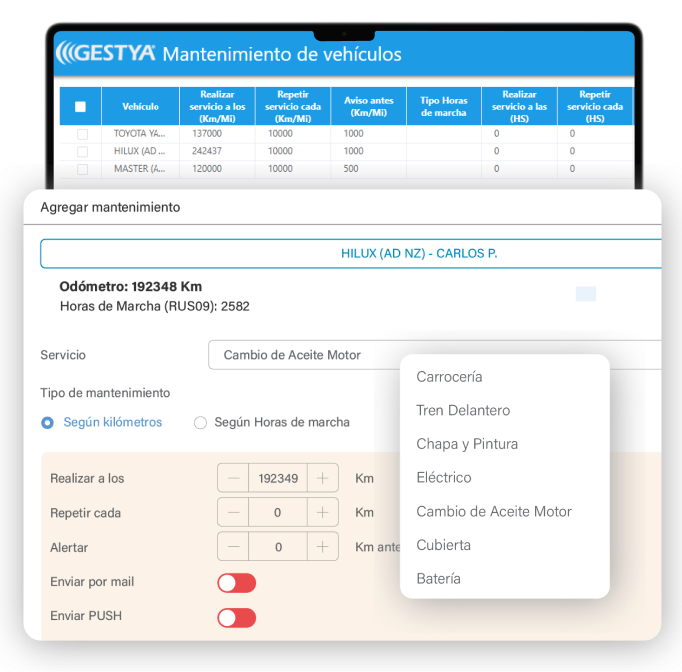 GESTYA Mantenimiento de vehículos
Vehículo Realizar servicio a los (Km/Mi) Repetir servicio cada (Km/Mi) Aviso antes (Km/Mi) Tipo Horas de marcha Realizar servicio a las (HS) Repetir servicio cada (HS)
TOYOTA YA... 137000 10000 1000 0 0
HILUX (AD ... 242437 10000 1000 0 0
MASTER (A... 120000 10000 500 0 0
Agregar mantenimiento
HILUX (AD NZ) - CARLOS P.
Odómetro: 192348 Km
Horas de Marcha (RUS09): 2582
Servicio Cambio de Aceite Motor
Tipo de mantenimiento
Según kilómetros Según Horas de marcha
Realizar a los — 192349 + Km
Repetir cada — 0 + Km
Alertar — 0 + Km ante
Enviar por mail
Enviar PUSH
Carrocería
Tren Delantero
Chapa y Pintura
Eléctrico
Cambio de Aceite Motor
Cubierta
Batería